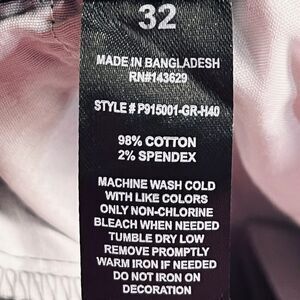 32
MADE IN BANGLADESH
RN#143629
STYLE # P915001-GR-H40
98% COTTON
2% SPENDEX
MACHINE WASH COLD
WITH LIKE COLORS
ONLY NON-CHLORINE
BLEACH WHEN NEEDED
TUMBLE DRY LOW
REMOVE PROMPTLY
WARM IRON IF NEEDED
DO NOT IRON ON
DECORATION